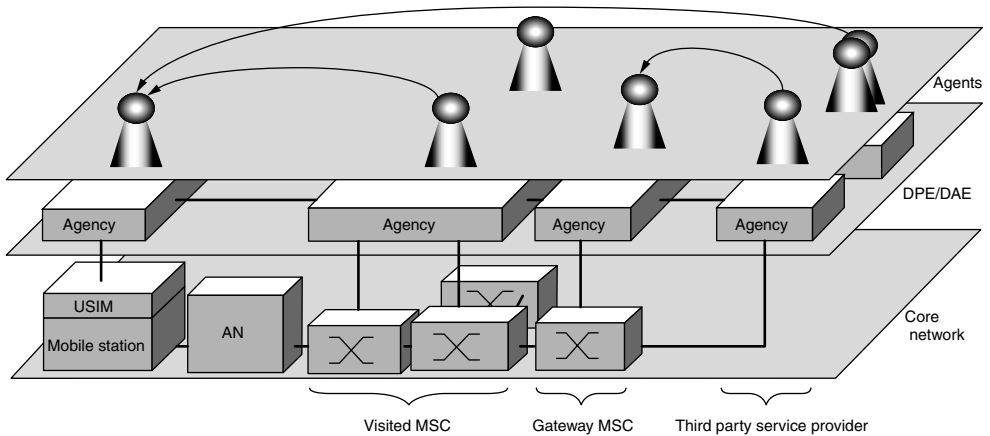 Agents
DPE/DAE
Agency
Agency
Agency
Agency
USIM
Mobile station
AN
Core
network
Visited MSC
Gateway MSC
Third party service provider